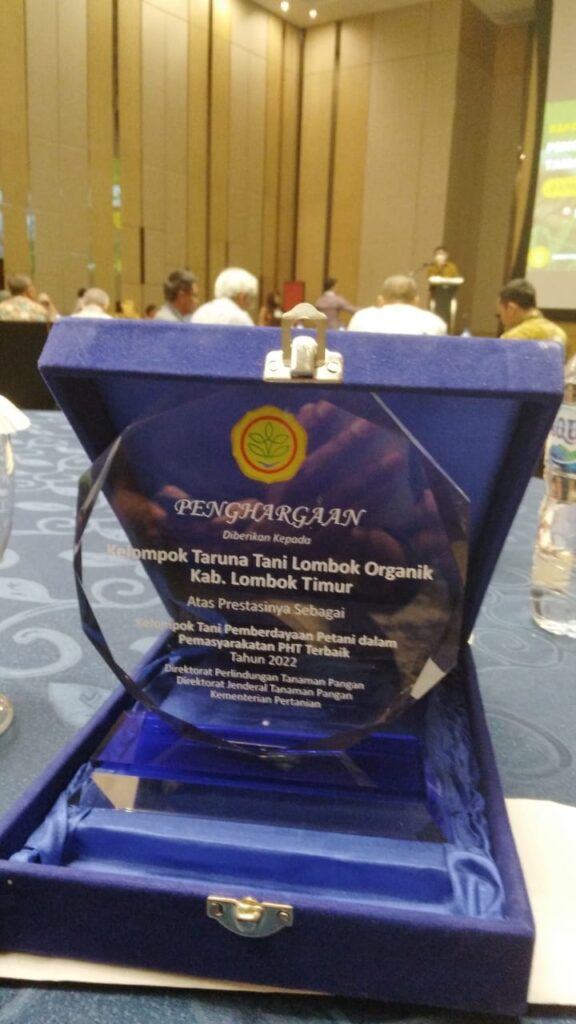 PENGHARGAAN
Diberikan Kepada
Kelompok Taruna Tani Lombok Organik
Kab. Lombok Timur
Atas Prestasinya Sebagai
Kelompok Tani Pemberdayaan Petani dalam
Pemasyarakatan PHT Terbaik
Tahun 2022
Direktorat Perlindungan Tanaman Pangan
Direktorat Jenderal Tanaman Pangan
Kementerian Pertanian